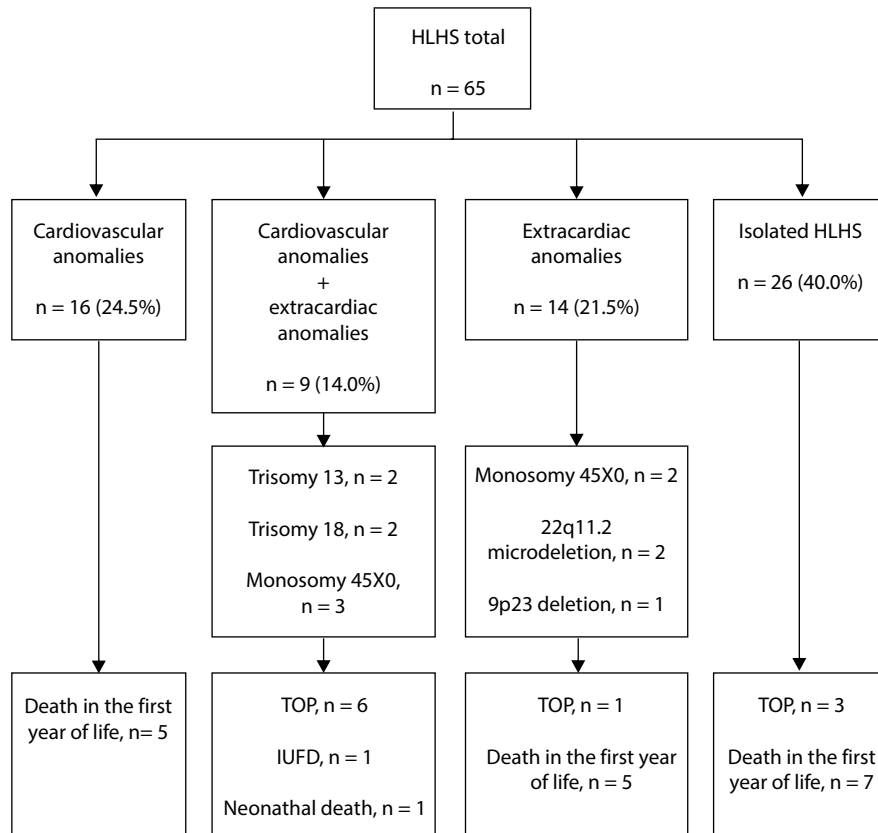 HLHS total
n = 65
Cardiovascular
anomalies
n = 16 (24.5%)
Cardiovascular
anomalies
+
extracardiac
anomalies
n = 9 (14.0%)
Extracardiac
anomalies
n = 14 (21.5%)
Isolated HLHS
n = 26 (40.0%)
Trisomy 13, n = 2
Trisomy 18, n = 2
Monosomy 45X0,
n = 3
Monosomy 45X0, n = 2
22q11.2
microdeletion, n = 2
9p23 deletion, n = 1
Death in the first
year of life, n= 5
TOP, n = 6
IUFD, n = 1
Neonathal death, n = 1
TOP, n = 1
Death in the first year
of life, n = 5
TOP, n = 3
Death in the first
year of life, n = 7